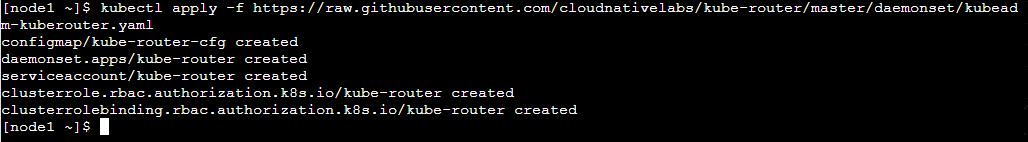 [node1 ~]$ kubectl apply -f https://raw.githubusercontent.com/cloudnativelabs/kube-router/master/daemonset/kubead
m-kuberouter.yaml
configmap/kube-router-cfg created
daemonset.apps/kube-router created
serviceaccount/kube-router created
clusterrole.rbac.authorization.k8s.io/kube-router created
clusterrolebinding.rbac.authorization.k8s.io/kube-router created
[node1 ~]$